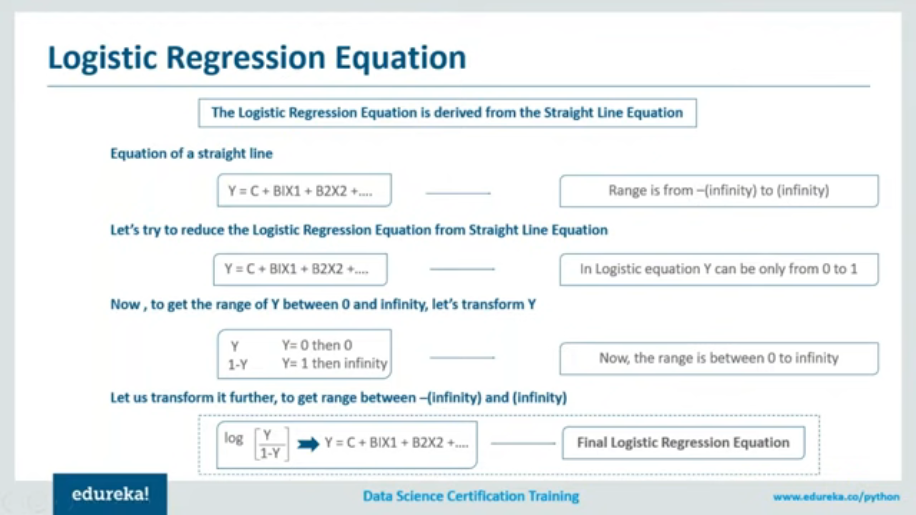 Logistic Regression Equation
The Logistic Regression Equation is derived from the Straight Line Equation
Equation of a straight line
Y = C + BIX1 + B2X2 +....
Range is from –(infinity) to (infinity)
Let's try to reduce the Logistic Regression Equation from Straight Line Equation
Y = C + BIX1 + B2X2 +....
In Logistic equation Y can be only from 0 to 1
Now , to get the range of Y between 0 and infinity, let's transform Y
Y Y= 0 then 0
1-Y Y= 1 then infinity
Now, the range is between 0 to infinity
Let us transform it further, to get range between –(infinity) and (infinity)
log [Y
1-Y] Y = C + BIX1 + B2X2 +....
Final Logistic Regression Equation
edureka!
Data Science Certification Training
www.edureka.co/python